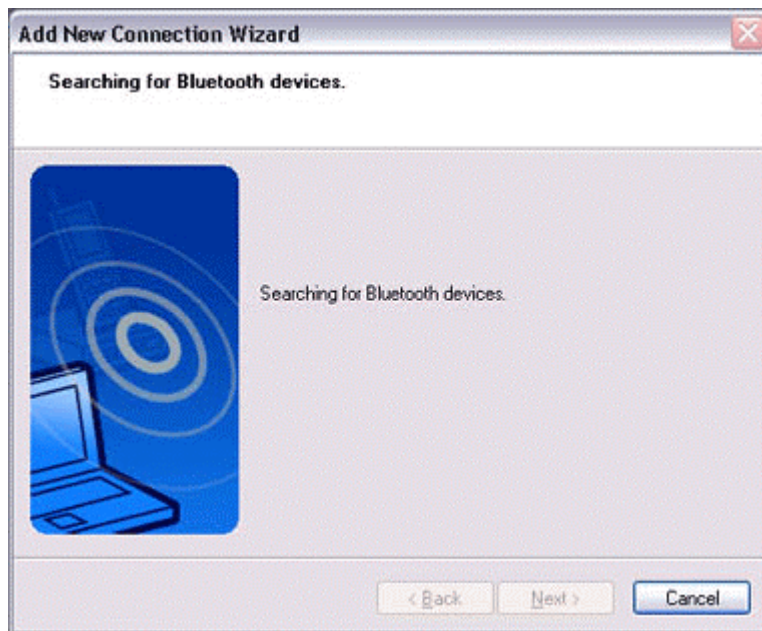 Add New Connection Wizard
Searching for Bluetooth devices.
Searching for Bluetooth devices.
< Back Next > Cancel